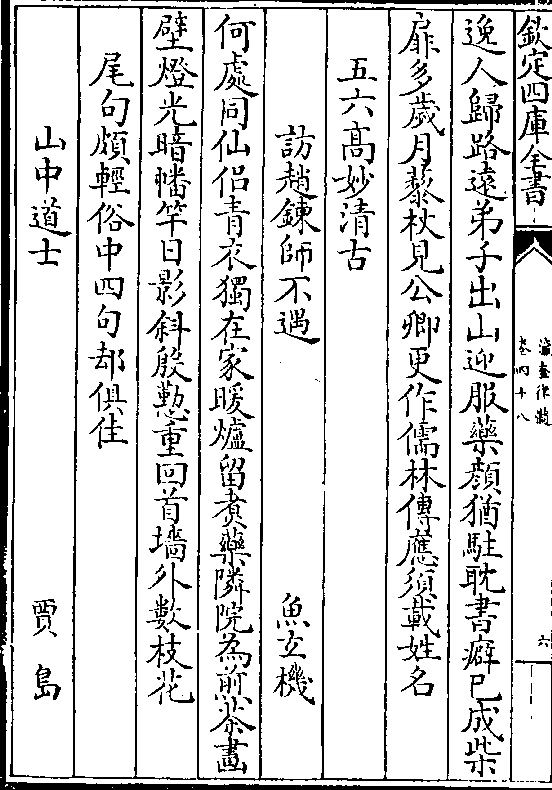 欽定四庫全書
瀛奎律髓
卷四十八
六
逸人歸路遠弟子出山迎服藥顔猶駐耽書癖已成柴
扉多歲月藜杖見公卿更作儒林傳應須載姓名
五六高妙清古
訪趙鍊師不遇 魚玄機
何處同仙侶青衣獨在家暖爐留煮藥隣院為煎茶畫
壁燈光暗幡竿日影斜殷勤重回首墻外數枝花
尾句頗輕俗中四句却俱佳
山中道士 賈島